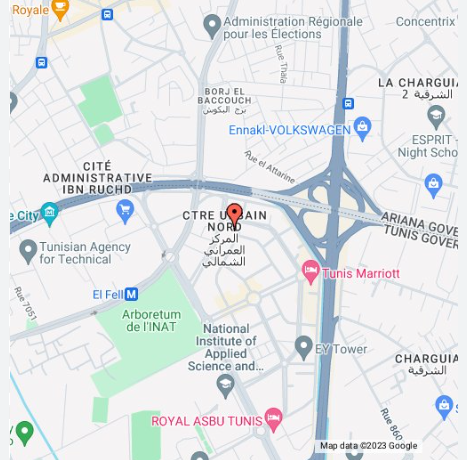 Royale
Administration Régionale
pour les Élections
Concentrix
Rue Thala
LA CHARGUIA
2 الشرقية
BORJ EL
BACCOUCH
برج البكوش
Ennakl-VOLKSWAGEN
ESPRIT -
Night Scho
Rue el Attarine
CITÉ
ADMINISTRATIVE
IBN RUCHD
e City
CTRE URBAIN
NORD
المركز
العمراني
الشمالي
ARIANA GOVE
TUNIS GOVER
Tunisian Agency
for Technical
Tunis Marriott
Rue 7051
El Fell
M
Arboretum
de l'INAT
National
Institute of
Applied
Science and...
EY Tower
CHARGUIA
الشرقية
ROYAL ASBU TUNIS
Rue 860
Map data ©2023 Google